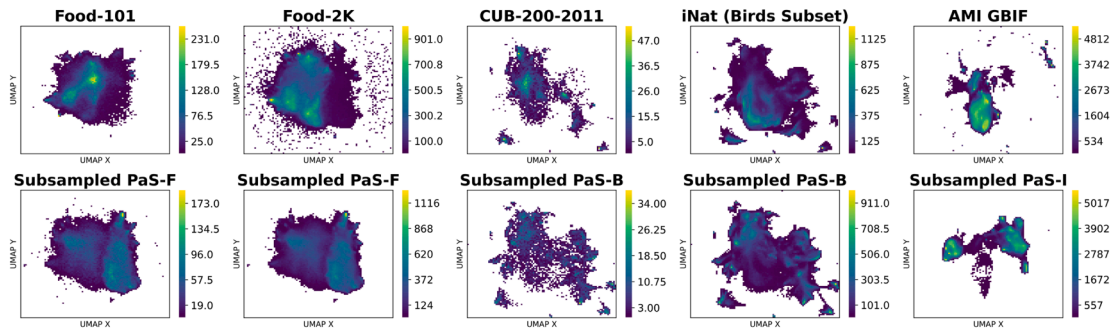 Food-101
231.0
179.5
128.0
76.5
25.0
UMAP Y
UMAP X
Food-2K
901.0
700.8
500.5
300.2
100.0
UMAP Y
UMAP X
CUB-200-2011
47.0
36.5
26.0
15.5
5.0
UMAP Y
UMAP X
iNat (Birds Subset)
1125
875
625
375
125
UMAP Y
UMAP X
AMI GBIF
4812
3742
2673
1604
534
UMAP Y
UMAP X
Subsampled PaS-F
173.0
134.5
96.0
57.5
19.0
UMAP Y
UMAP X
Subsampled PaS-F
1116
868
620
372
124
UMAP Y
UMAP X
Subsampled PaS-B
34.00
26.25
18.50
10.75
3.00
UMAP Y
UMAP X
Subsampled PaS-B
911.0
708.5
506.0
303.5
101.0
UMAP Y
UMAP X
Subsampled PaS-I
5017
3902
2787
1672
557
UMAP Y
UMAP X